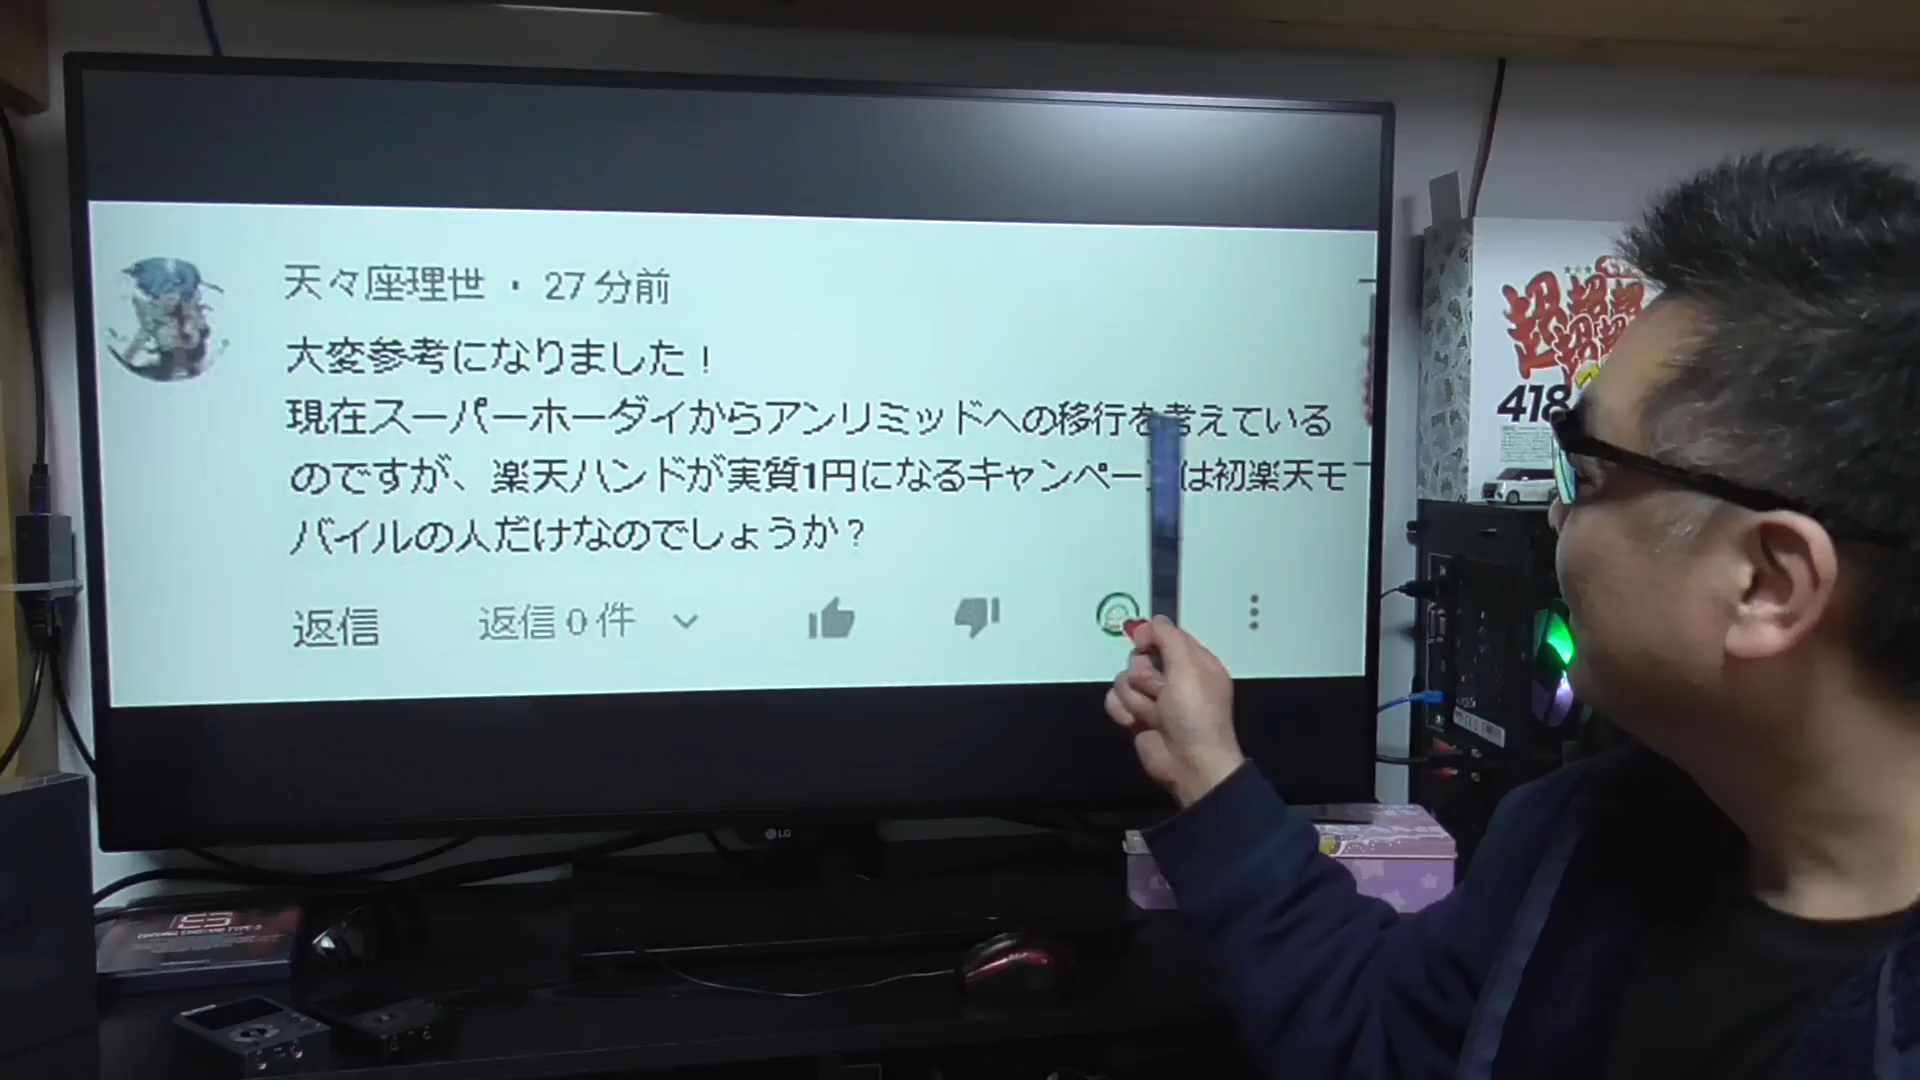 天々座理世・27 分前
大変参考になりました！
現在スーパーホーダイからアンリミッドへの移行を考えている
のですが、楽天ハンドが実質1円になるキャンペー は初楽天モ
バイルの人だけなのでしょうか？
返信 返信 0 件
LG
超
418